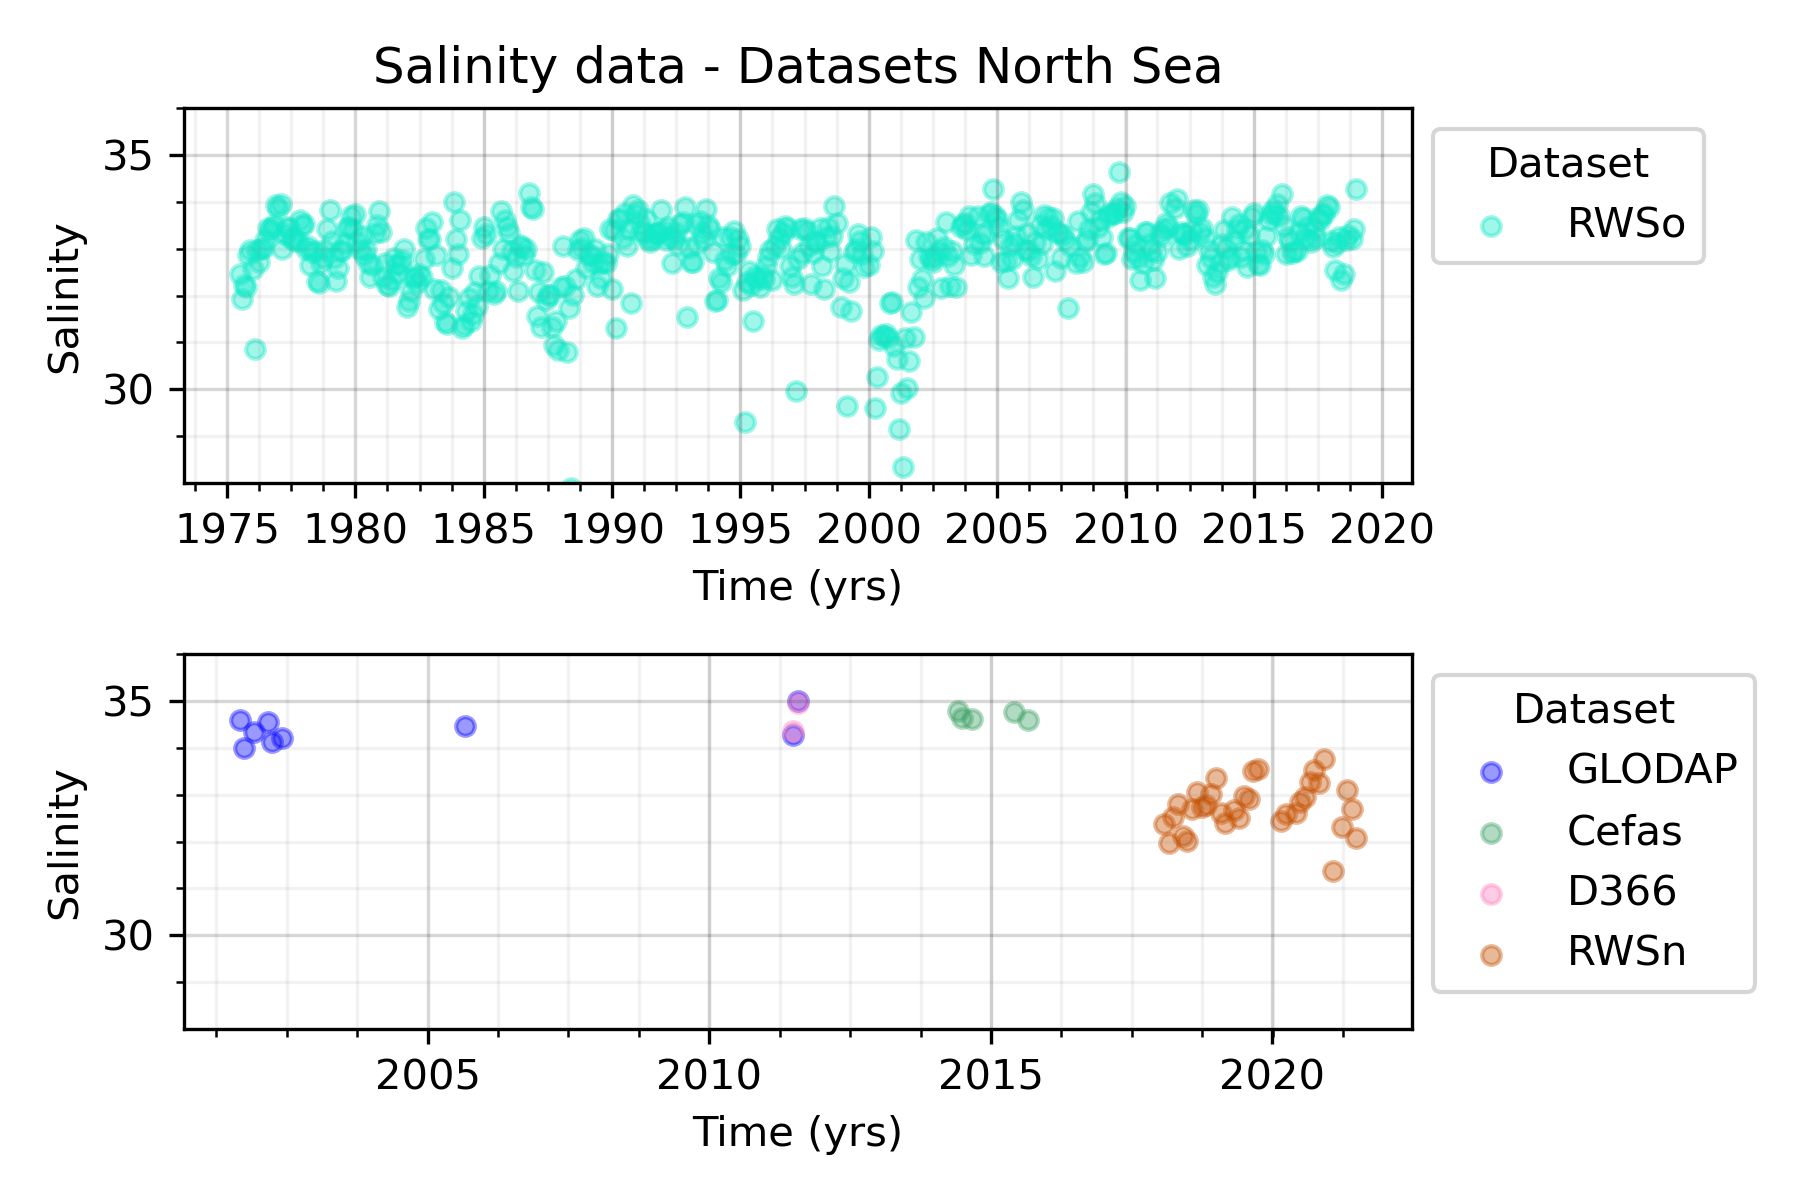 Salinity data - Datasets North Sea
35
30
Salinity
1975 1980 1985 1990 1995 2000 2005 2010 2015 2020
Time (yrs)
Dataset
RWSo
35
30
Salinity
2005 2010 2015 2020
Time (yrs)
Dataset
GLODAP
Cefas
D366
RWSn